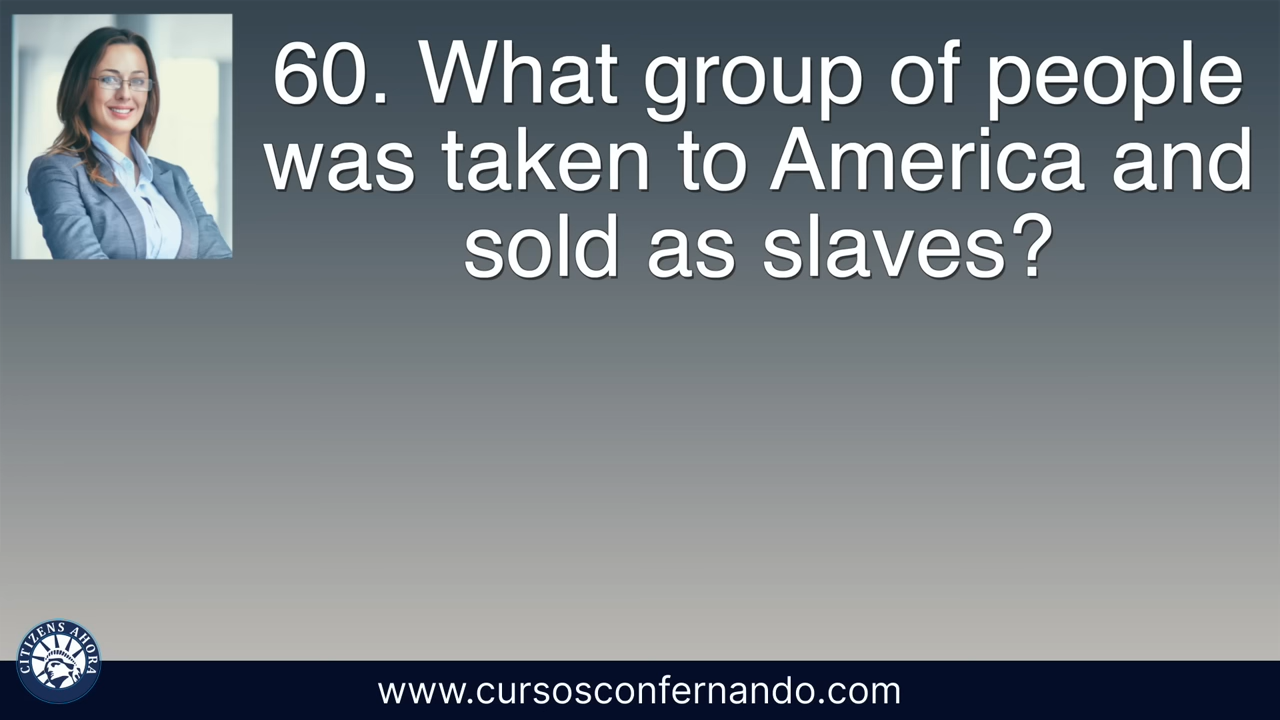 60. What group of people
was taken to America and
sold as slaves?
CITIZENS AHORA
www.cursosconfernando.com